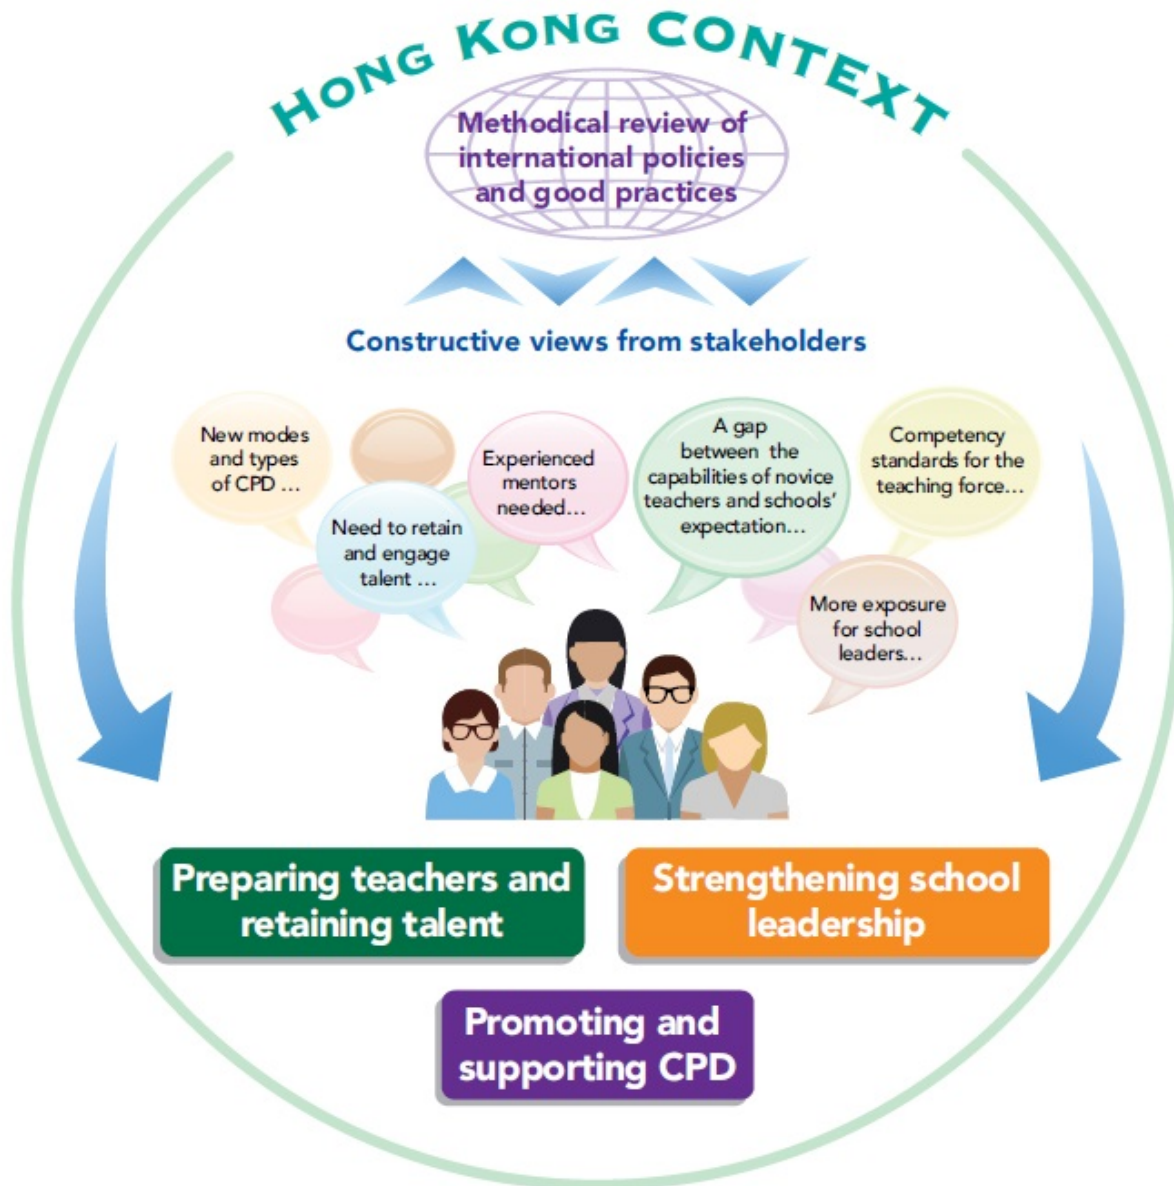 HONG KONG CONTEXT
Methodical review of
international policies
and good practices
Constructive views from stakeholders
New modes
and types
of CPD ...
Need to retain
and engage
talent ...
Experienced
mentors
needed...
A gap
between the
capabilities of novice
teachers and schools'
expectation...
Competency
standards for the
teaching force...
More exposure
for school
leaders...
Preparing teachers and
retaining talent
Strengthening school
leadership
Promoting and
supporting CPD